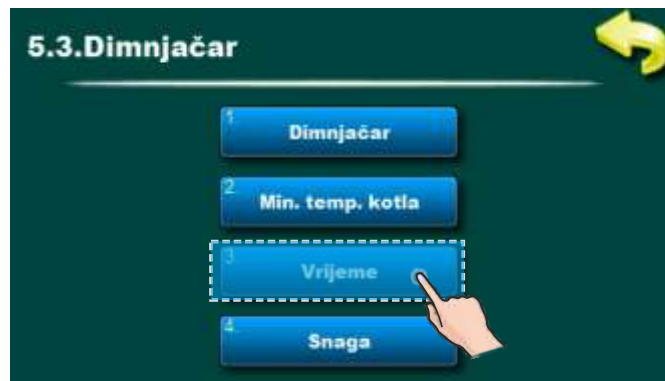 5.3.Dimnjačar
1.
Dimnjačar
2.
Min. temp. kotla
3.
Vrijeme
4.
Snaga